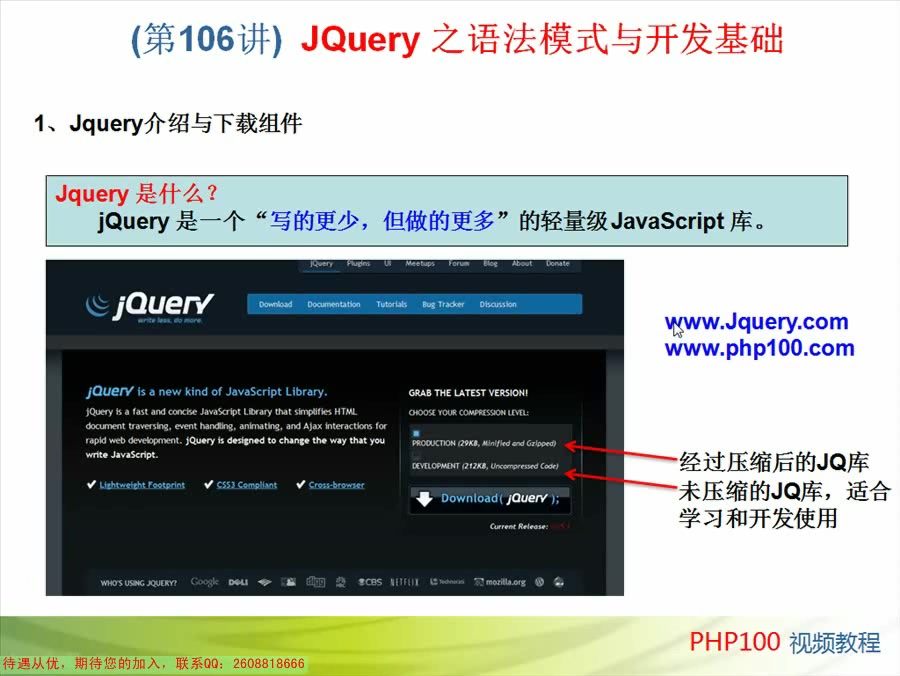 (第106讲) JQuery 之语法模式与开发基础
1、Jquery介绍与下载组件
Jquery 是什么？
jQuery 是一个“写的更少，但做的更多”的轻量级JavaScript 库。
jQuery Plugins UI Meetups Forum Blog About Donate
jQuery
write less, do more.
Download Documentation Tutorials Bug Tracker Discussion
www.Jquery.com
www.php100.com
jQuery is a new kind of JavaScript Library.
jQuery is a fast and concise JavaScript Library that simplifies HTML
document traversing, event handling, animating, and Ajax interactions for
rapid web development. jQuery is designed to change the way that you
write JavaScript.
Lightweight Footprint CSS3 Compliant Cross-browser
GRAB THE LATEST VERSION!
CHOOSE YOUR COMPRESSION LEVEL:
PRODUCTION (29KB, Minified and Gzipped)
DEVELOPMENT (212KB, Uncompressed Code)
Download( jQuery );
Current Release:
经过压缩后的JQ库
未压缩的JQ库，适合
学习和开发使用
WHO'S USING JQUERY? Google DELL CBS NETFLIX Technorati mozilla.org
PHP100 视频教程
待遇从优，期待您的加入，联系QQ：2608818666